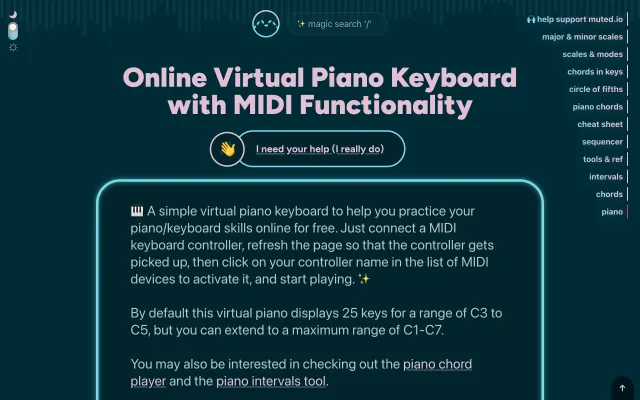 ✨ magic search '/'
🙌 help support muted.io
major & minor scales
scales & modes
chords in keys
circle of fifths
piano chords
cheat sheet
sequencer
tools & ref
intervals
chords
piano
Online Virtual Piano Keyboard
with MIDI Functionality
I need your help (I really do)
🎹 A simple virtual piano keyboard to help you practice your
piano/keyboard skills online for free. Just connect a MIDI
keyboard controller, refresh the page so that the controller gets
picked up, then click on your controller name in the list of MIDI
devices to activate it, and start playing. ✨
By default this virtual piano displays 25 keys for a range of C3 to
C5, but you can extend to a maximum range of C1-C7.
You may also be interested in checking out the piano chord
player and the piano intervals tool.